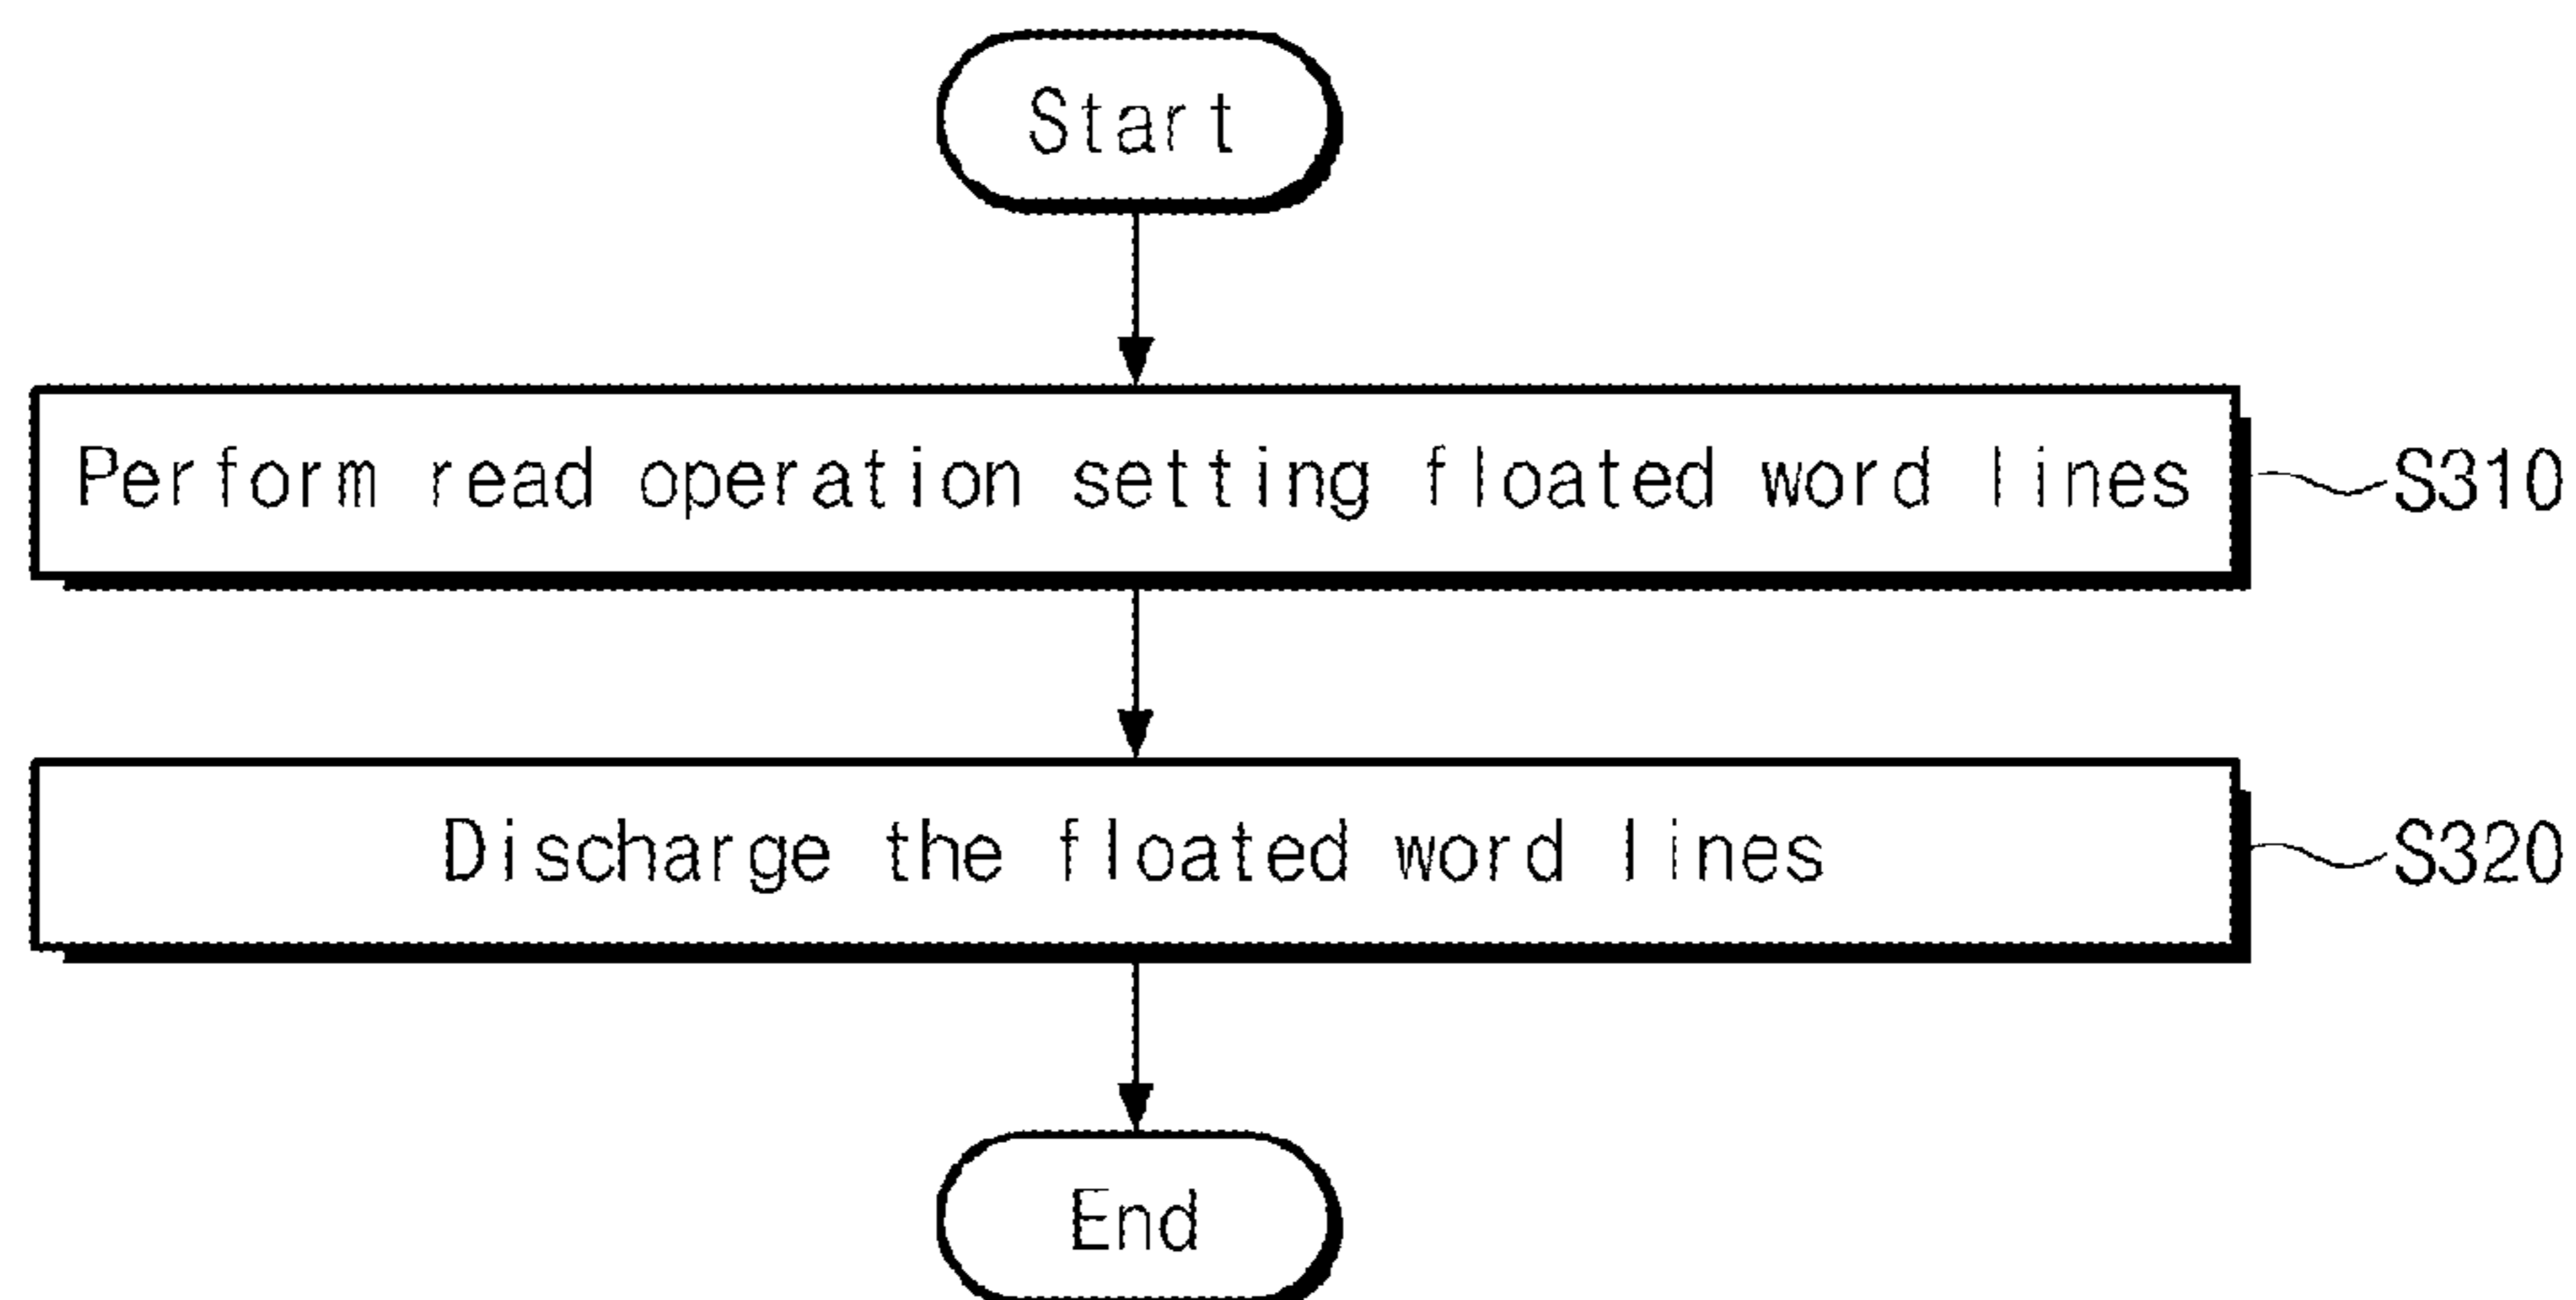 Start
Perform read operation setting floated word lines
S310
Discharge the floated word lines
S320
End